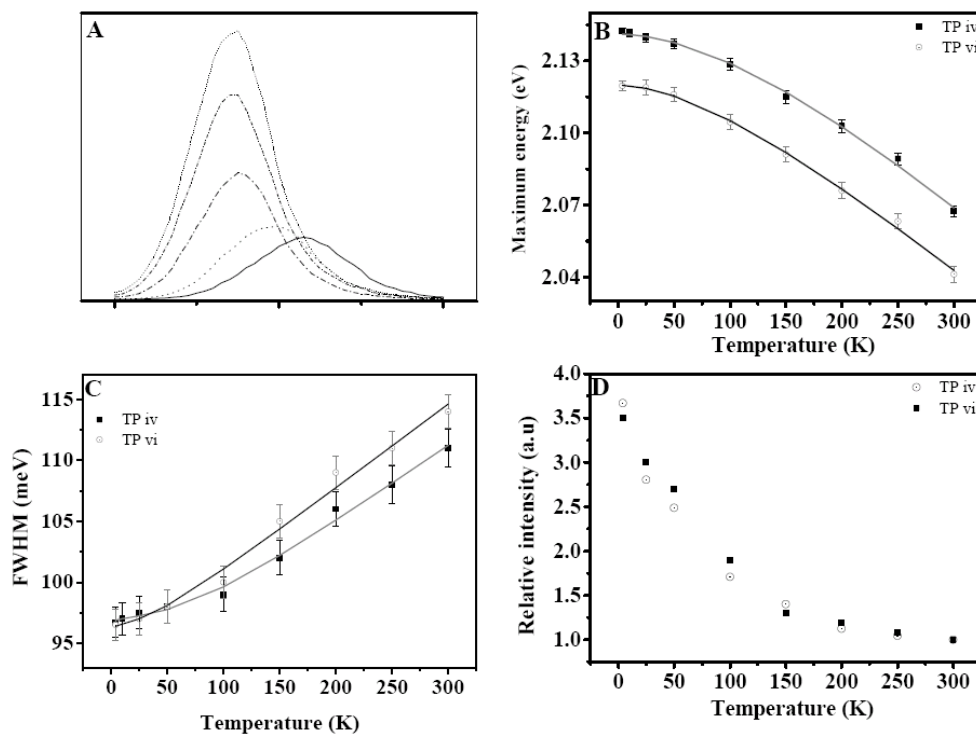 A
B
TP iv
TP vi
2.13
2.13
2.10
2.07
2.04
Maximum energy (eV)
0 50 100 150 200 250 300
Temperature (K)
C
TP iv
TP vi
115
110
105
100
95
FWHM (meV)
0 50 100 150 200 250 300
Temperature (K)
D
TP iv
TP vi
4.0
3.5
3.0
2.5
2.0
1.5
1.0
Relative intensity (a.u)
0 50 100 150 200 250 300
Temperature (K)